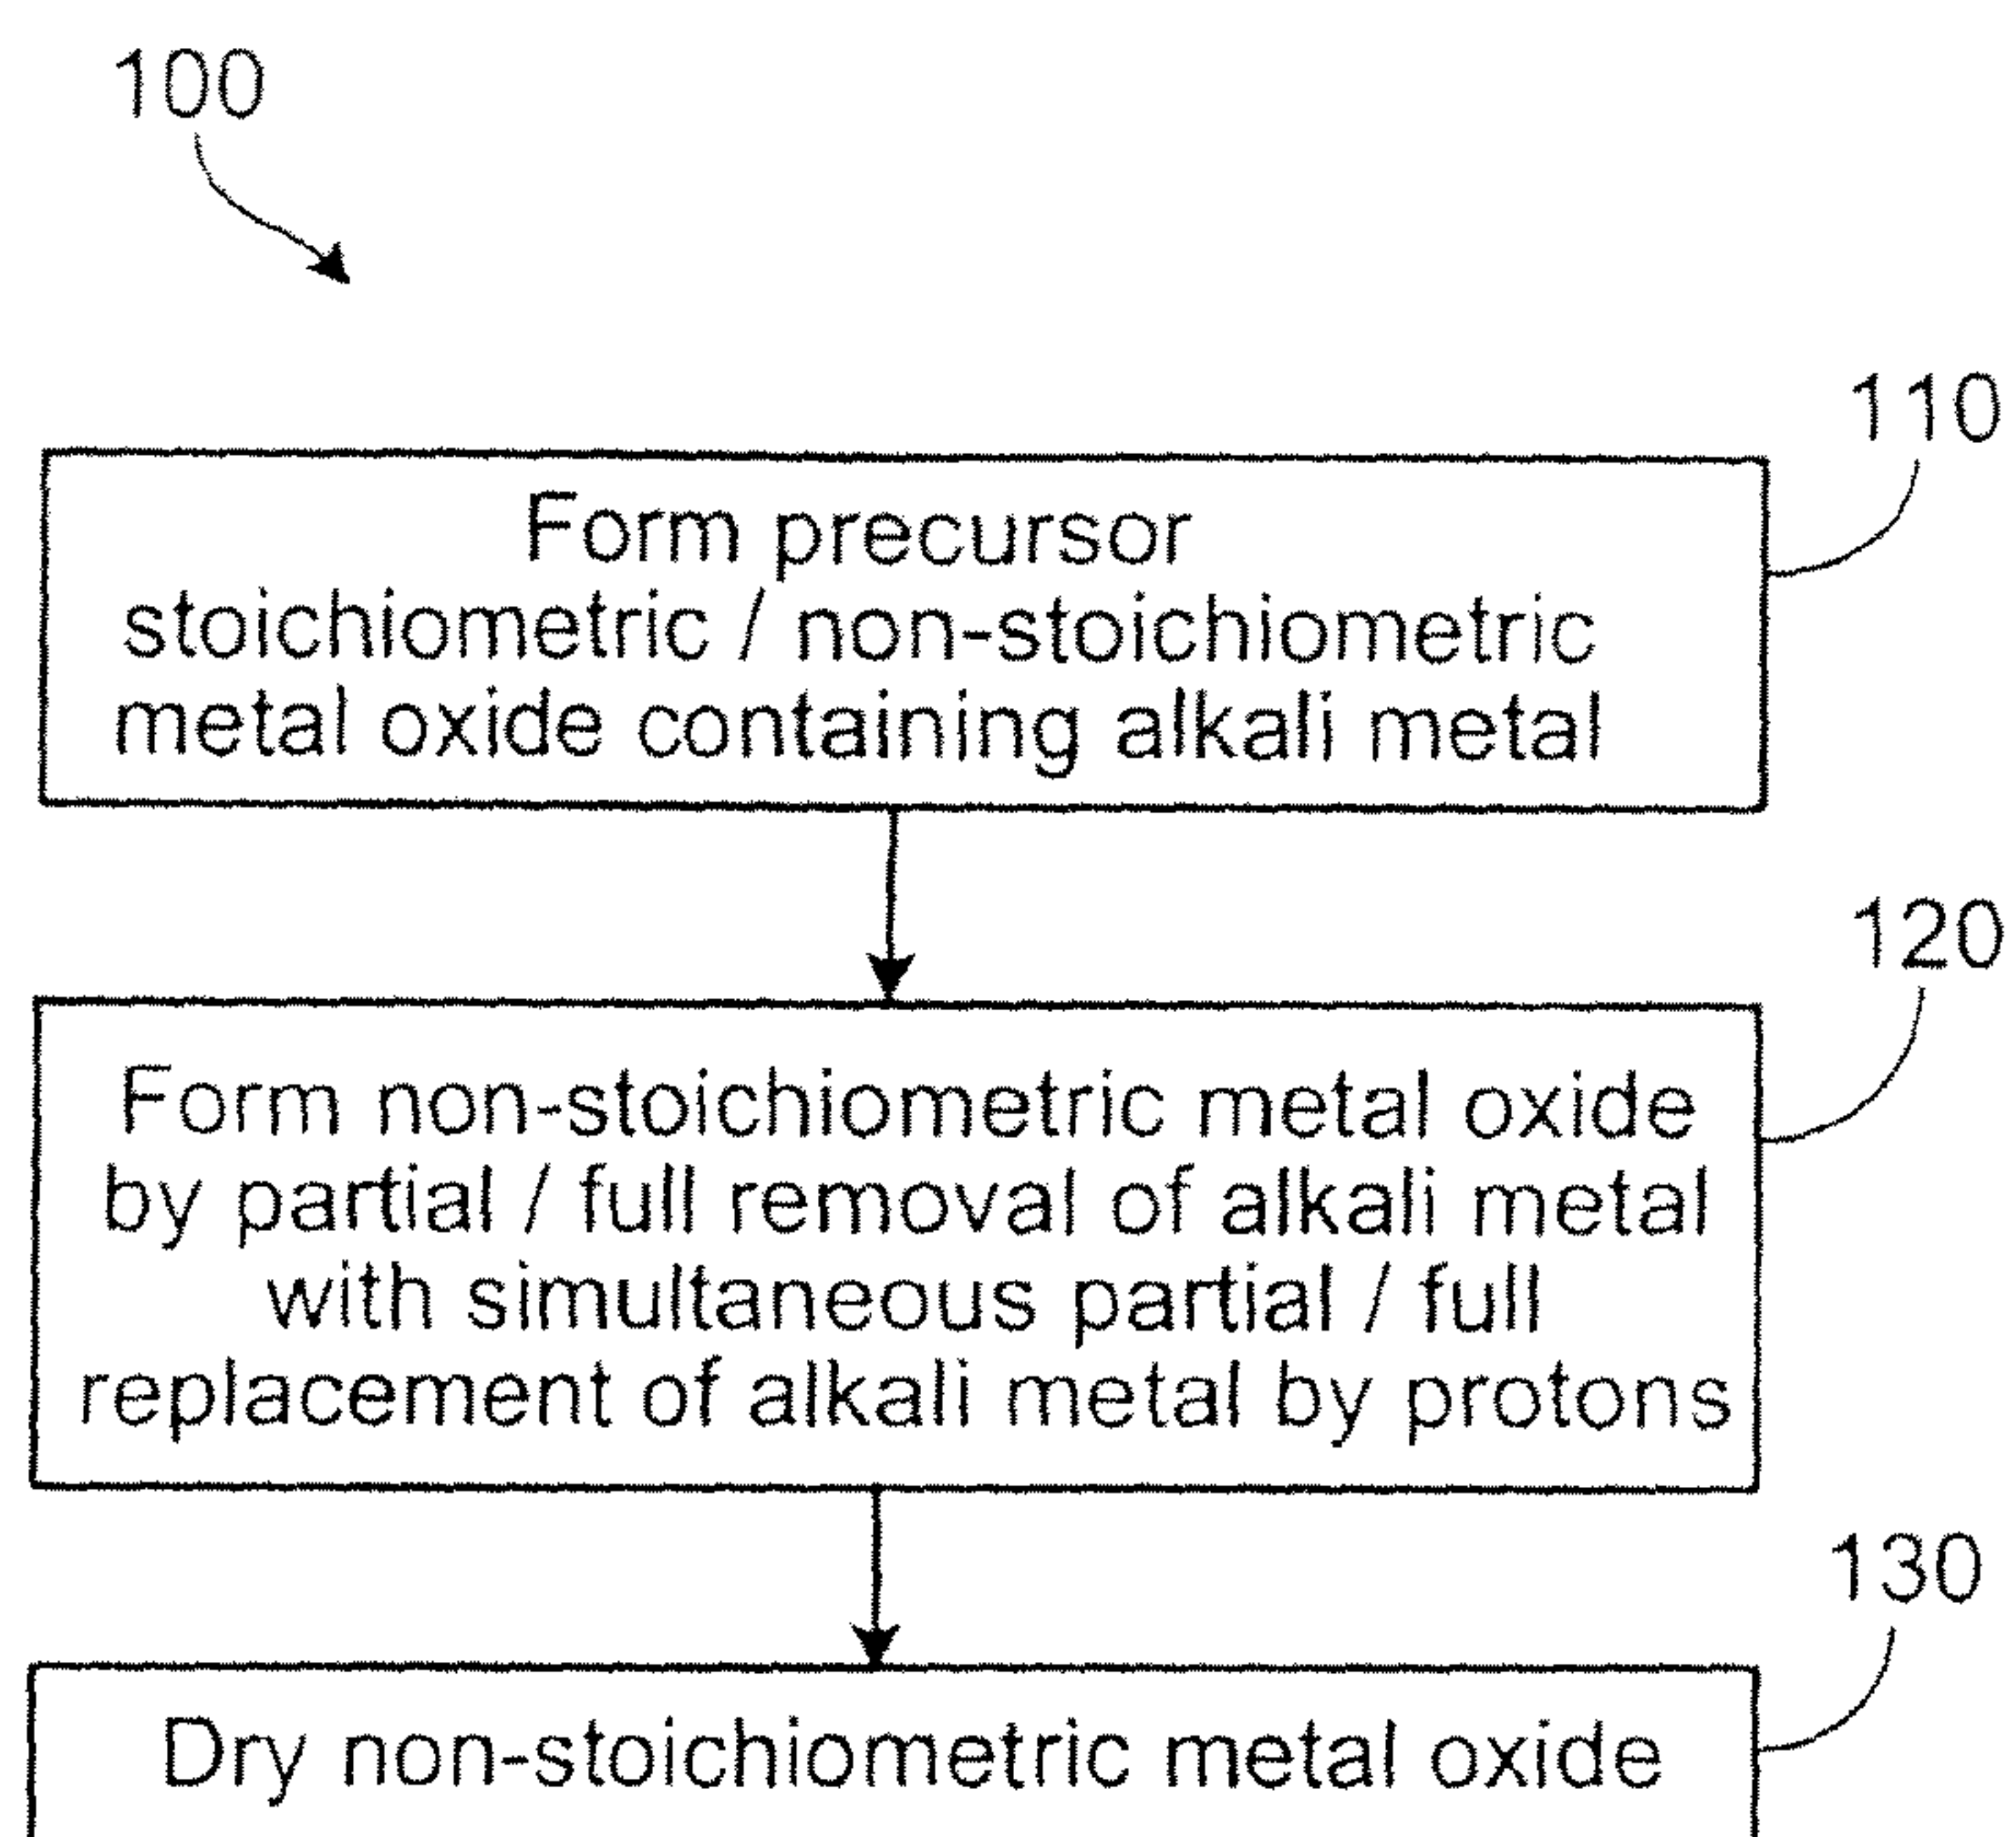 100
110
Form precursor
stoichiometric / non-stoichiometric
metal oxide containing alkali metal
120
Form non-stoichiometric metal oxide
by partial / full removal of alkali metal
with simultaneous partial / full
replacement of alkali metal by protons
130
Dry non-stoichiometric metal oxide